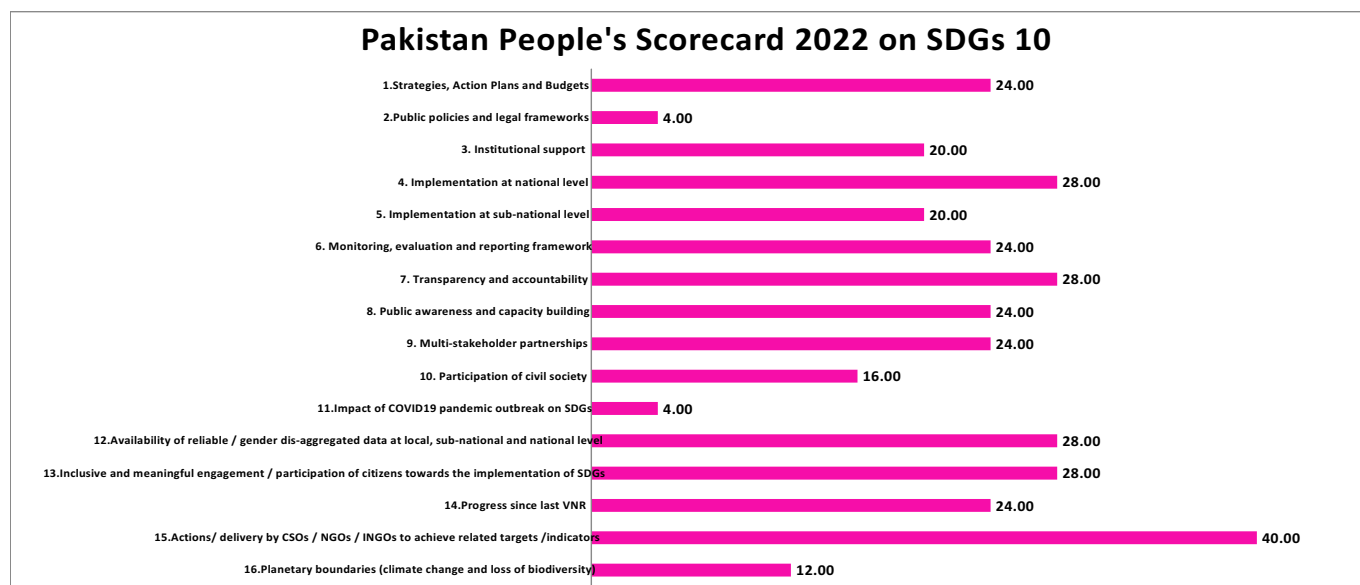 Pakistan People's Scorecard 2022 on SDGs 10
1.Strategies, Action Plans and Budgets 24.00
2.Public policies and legal frameworks 4.00
3. Institutional support 20.00
4. Implementation at national level 28.00
5. Implementation at sub-national level 20.00
6. Monitoring, evaluation and reporting framework 24.00
7. Transparency and accountability 28.00
8. Public awareness and capacity building 24.00
9. Multi-stakeholder partnerships 24.00
10. Participation of civil society 16.00
11.Impact of COVID19 pandemic outbreak on SDGs 4.00
12.Availability of reliable / gender dis-aggregated data at local, sub-national and national level 28.00
13.Inclusive and meaningful engagement / participation of citizens towards the implementation of SDGs 28.00
14.Progress since last VNR 24.00
15.Actions/ delivery by CSOs / NGOs / INGOs to achieve related targets /indicators 40.00
16.Planetary boundaries (climate change and loss of biodiversity) 12.00